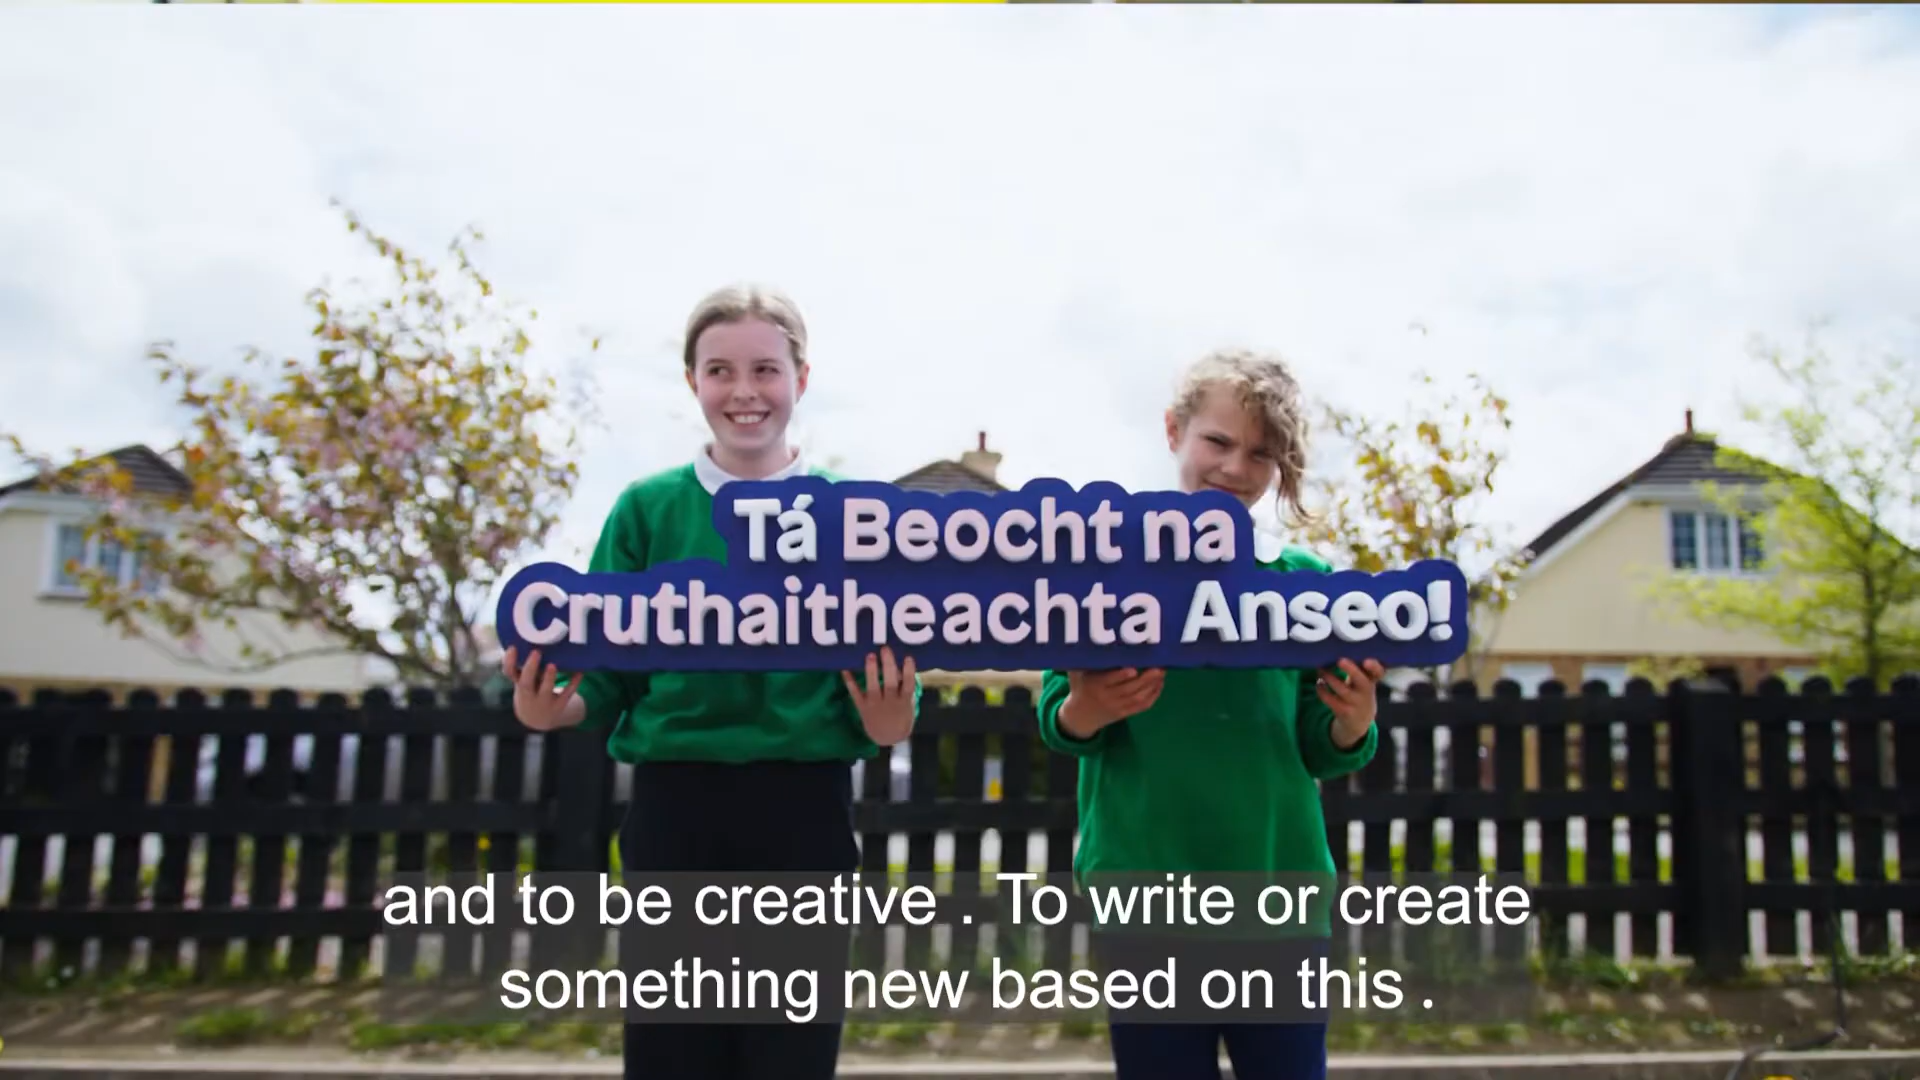 Tá Beocht na
Cruthaitheachta Anseo!
and to be creative . To write or create
something new based on this .